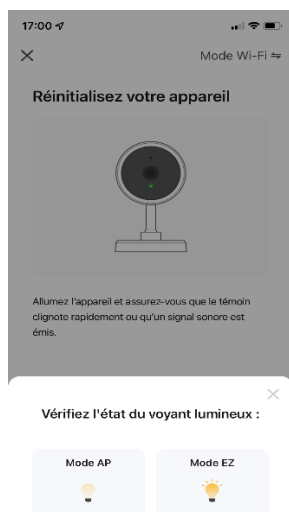 17:00
Mode Wi-Fi
Réinitialisez votre appareil
Allumez l'appareil et assurez-vous que le témoin
clignote rapidement ou qu'un signal sonore est
émis.
Vérifiez l'état du voyant lumineux :
Mode AP
Mode EZ